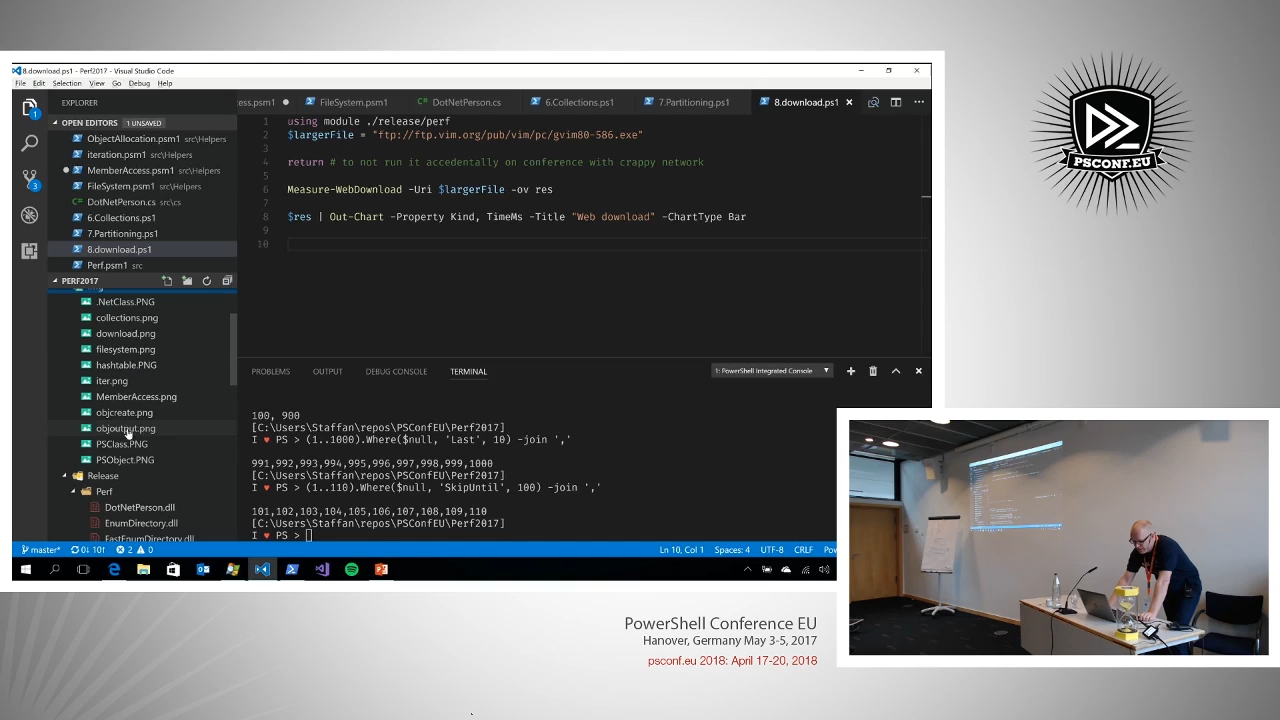 8.download.ps1 - Perf2017 - Visual Studio Code
File Edit Selection View Go Debug Help
EXPLORER
OPEN EDITORS 1 UNSAVED
ObjectAllocation.psm1 src\Helpers
iteration.psm1 src\Helpers
MemberAccess.psm1 src\Helpers
FileSystem.psm1 src\Helpers
DotNetPerson.cs src\cs
6.Collections.ps1
7.Partitioning.ps1
8.download.ps1
Perf.psm1 src
PERF2017
.NetClass.PNG
collections.png
download.png
filesystem.png
hashtable.PNG
iter.png
MemberAccess.png
objcreate.png
objoutput.png
PSClass.PNG
PSObject.PNG
Release
Perf
DotNetPerson.dll
EnumDirectory.dll
FastEnumDirectory.dll
ess.psm1 FileSystem.psm1 DotNetPerson.cs 6.Collections.ps1 7.Partitioning.ps1 8.download.ps1
1 using module ./release/perf
2 $largerFile = "ftp://ftp.vim.org/pub/vim/pc/gvim80-586.exe"
3
4 return # to not run it accedentally on conference with crappy network
5
6 Measure-WebDownload -Uri $largerFile -ov res
7
8 $res | Out-Chart -Property Kind, TimeMs -Title "Web download" -ChartType Bar
9
10
PROBLEMS OUTPUT DEBUG CONSOLE TERMINAL 1: PowerShell Integrated Console
100, 900
[C:\Users\Staffan\repos\PSConfEU\Perf2017]
I ♥ PS > (1..1000).Where($null, 'Last', 10) -join ','
991,992,993,994,995,996,997,998,999,1000
[C:\Users\Staffan\repos\PSConfEU\Perf2017]
I ♥ PS > (1..110).Where($null, 'SkipUntil', 100) -join ','
101,102,103,104,105,106,107,108,109,110
[C:\Users\Staffan\repos\PSConfEU\Perf2017]
I ♥ PS >
master* 0↓ 10↑ 2 0 Ln 10, Col 1 Spaces: 4 UTF-8 CRLF
PSCONF.EU
PowerShell Conference EU
Hanover, Germany May 3-5, 2017
psconf.eu 2018: April 17-20, 2018